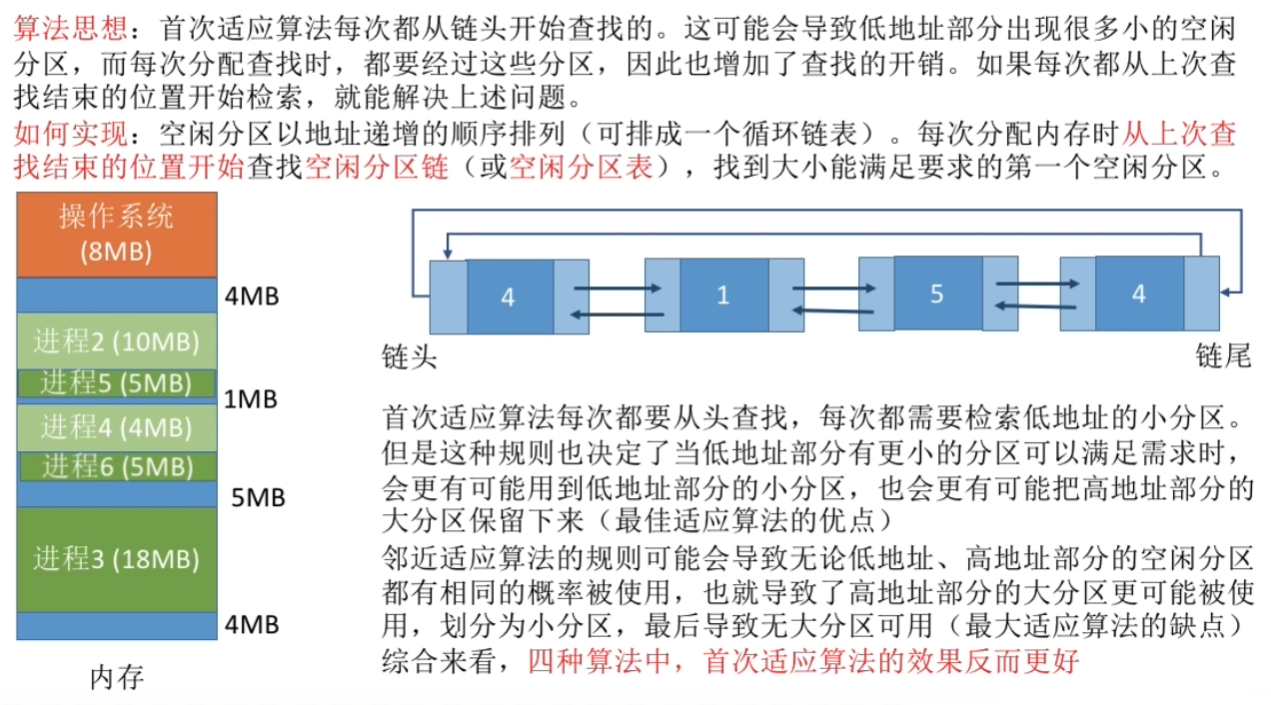 算法思想：首次适应算法每次都从链头开始查找的。这可能会导致低地址部分出现很多小的空闲
分区，而每次分配查找时，都要经过这些分区，因此也增加了查找的开销。如果每次都从上次查
找结束的位置开始检索，就能解决上述问题。
如何实现：空闲分区以地址递增的顺序排列（可排成一个循环链表）。每次分配内存时从上次查
找结束的位置开始查找空闲分区链（或空闲分区表），找到大小能满足要求的第一个空闲分区。
操作系统
(8MB)
4MB
进程2 (10MB)
进程5 (5MB)
1MB
进程4 (4MB)
进程6 (5MB)
5MB
进程3 (18MB)
4MB
内存
4
1
5
4
链头
链尾
首次适应算法每次都要从头查找，每次都需要检索低地址的小分区。
但是这种规则也决定了当低地址部分有更小的分区可以满足需求时，
会更有可能用到低地址部分的小分区，也会更有可能把高地址部分的
大分区保留下来（最佳适应算法的优点）
邻近适应算法的规则可能会导致无论低地址、高地址部分的空闲分区
都有相同的概率被使用，也就导致了高地址部分的大分区更可能被使
用，划分为小分区，最后导致无大分区可用（最大适应算法的缺点）
综合来看，四种算法中，首次适应算法的效果反而更好